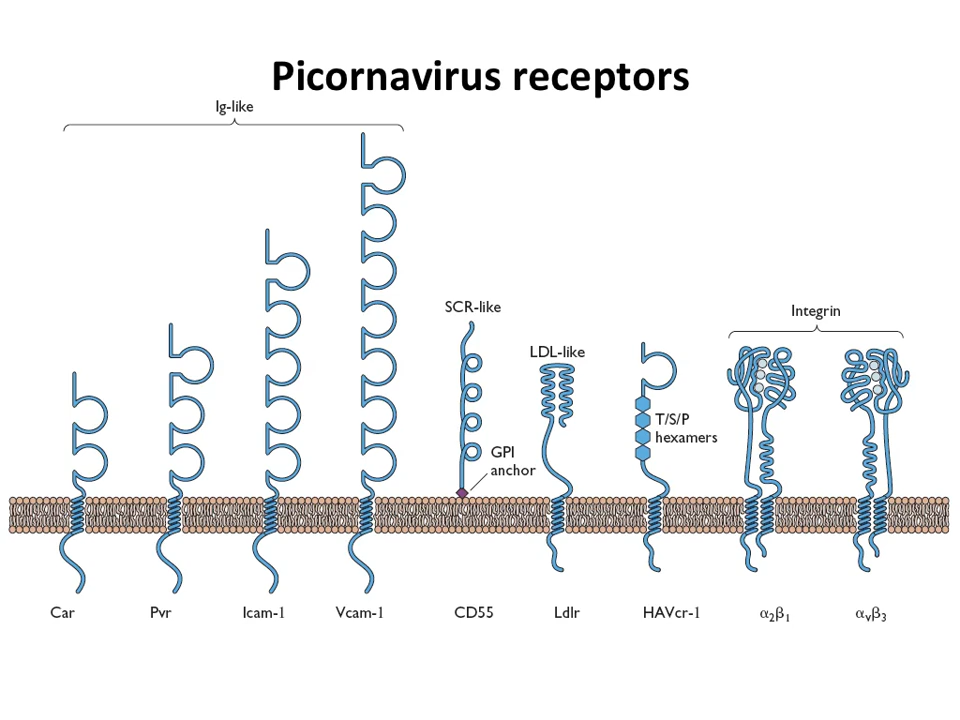 Picornavirus receptors
Ig-like
SCR-like
Integrin
LDL-like
T/S/P
hexamers
GPI
anchor
Car Pvr Icam-1 Vcam-1 CD55 Ldlr HAVcr-1 α2β1 αvβ3